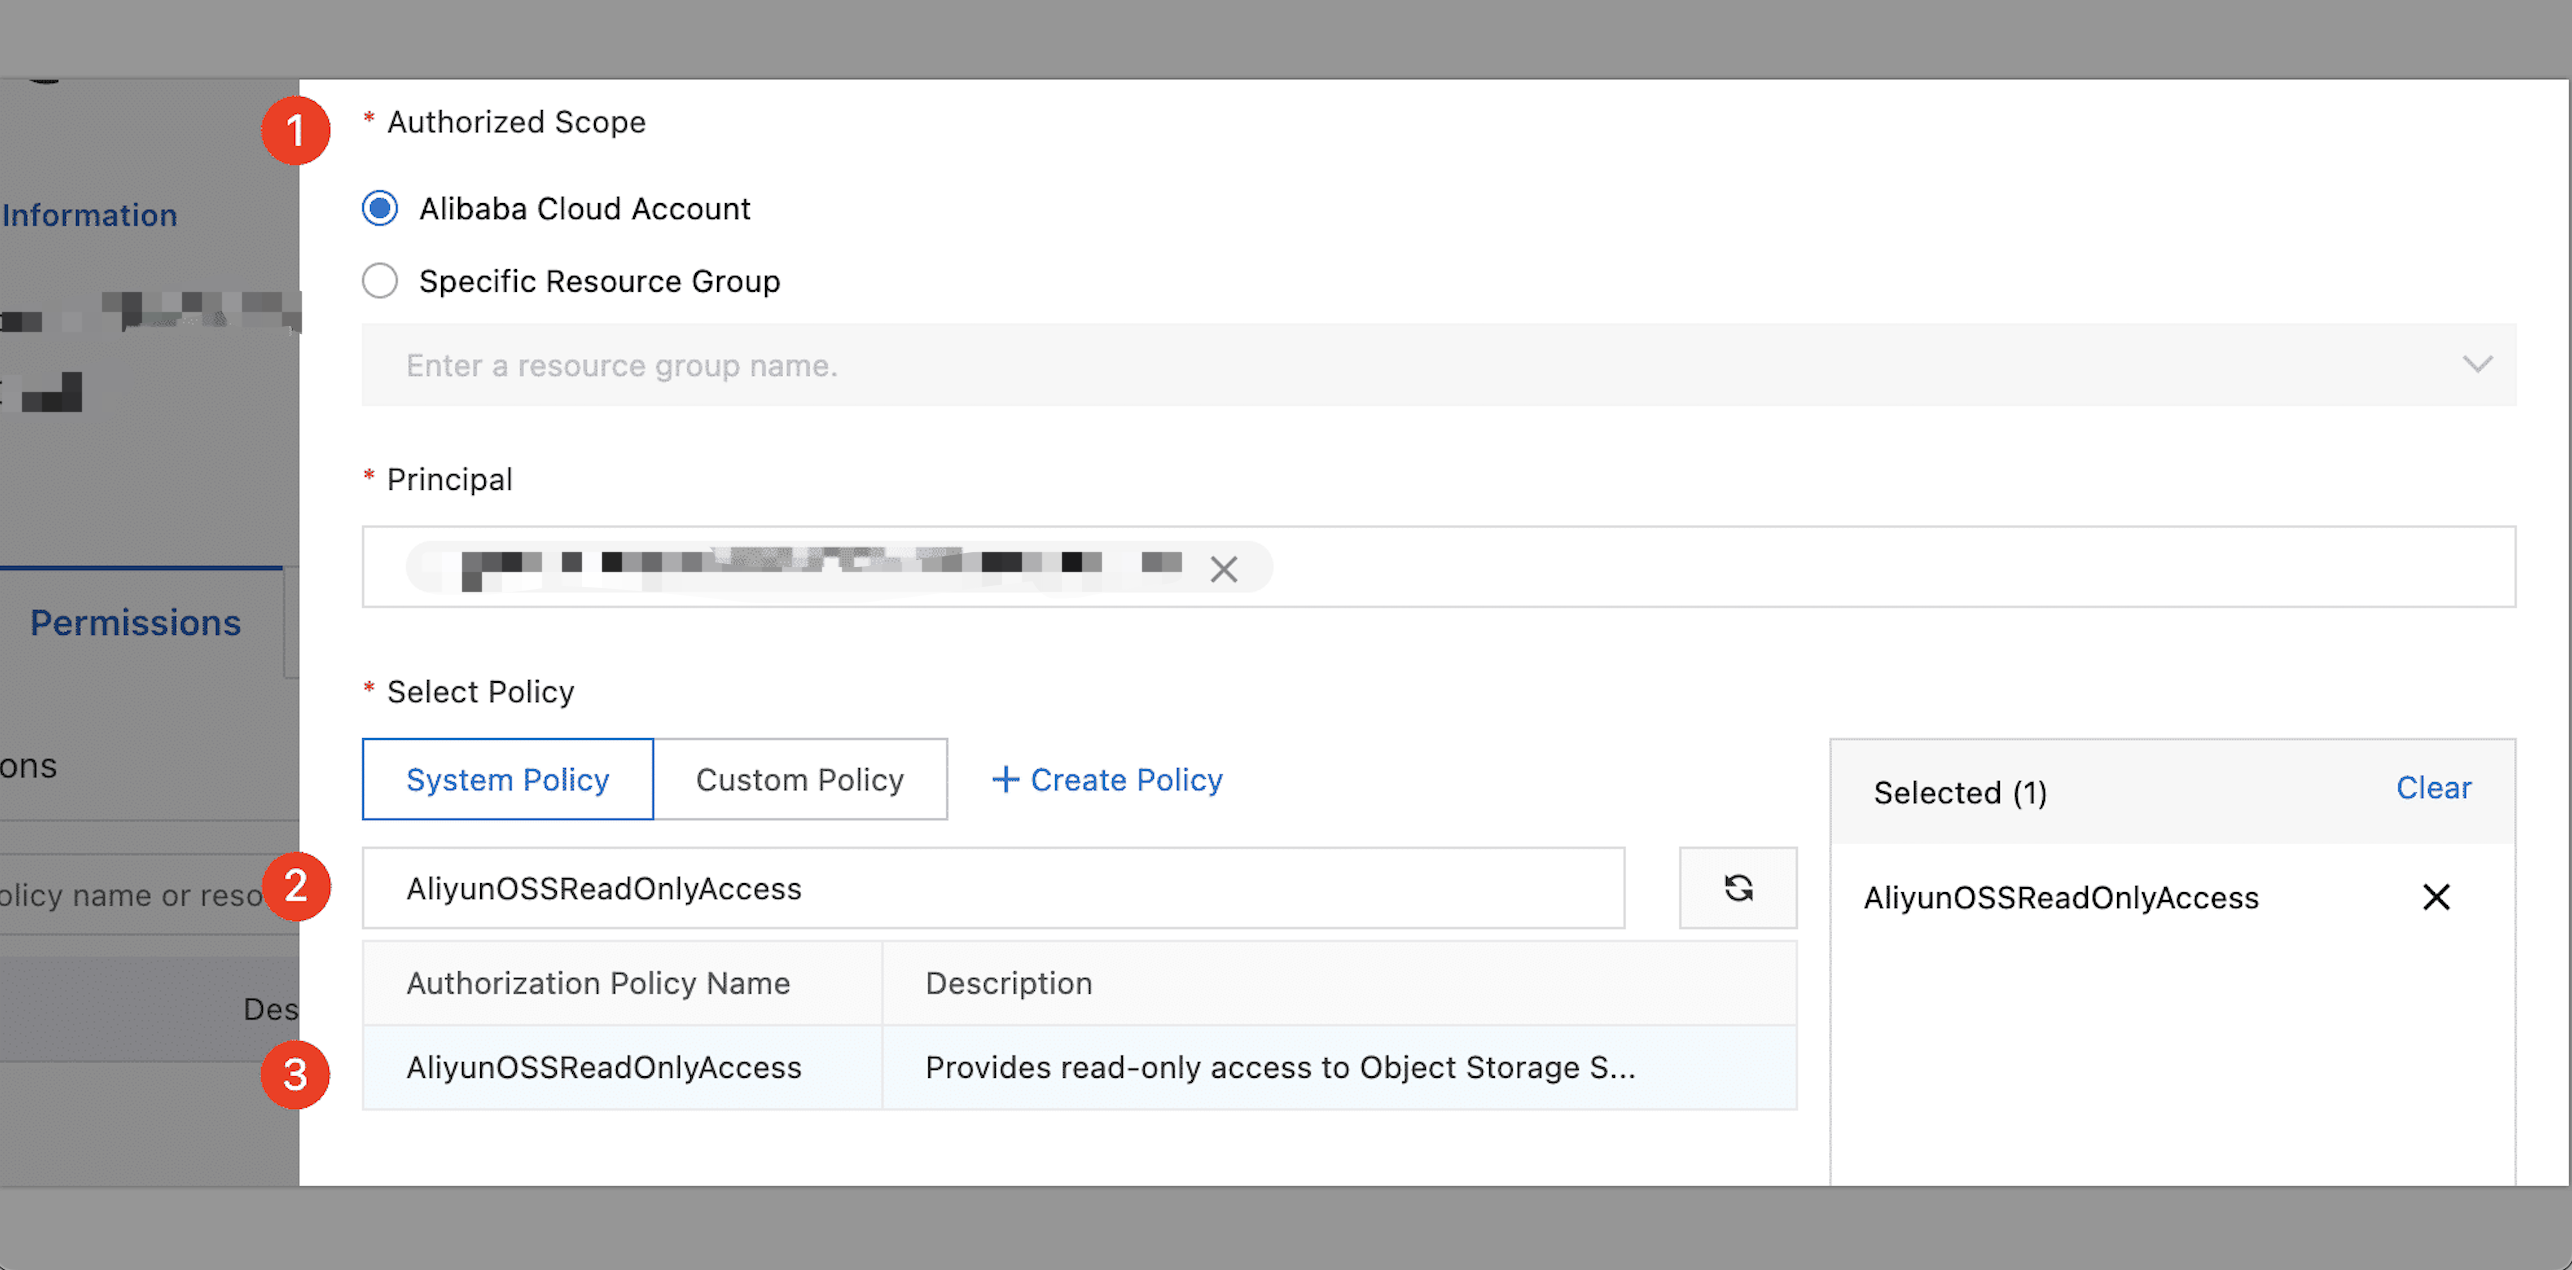 1
* Authorized Scope
Information
Alibaba Cloud Account
Specific Resource Group
Enter a resource group name.
* Principal
Permissions
* Select Policy
ons
System Policy
Custom Policy
+ Create Policy
Selected (1)
Clear
olicy name or reso
2
AliyunOSSReadOnlyAccess
AliyunOSSReadOnlyAccess
Authorization Policy Name
Description
Des
3
AliyunOSSReadOnlyAccess
Provides read-only access to Object Storage S...